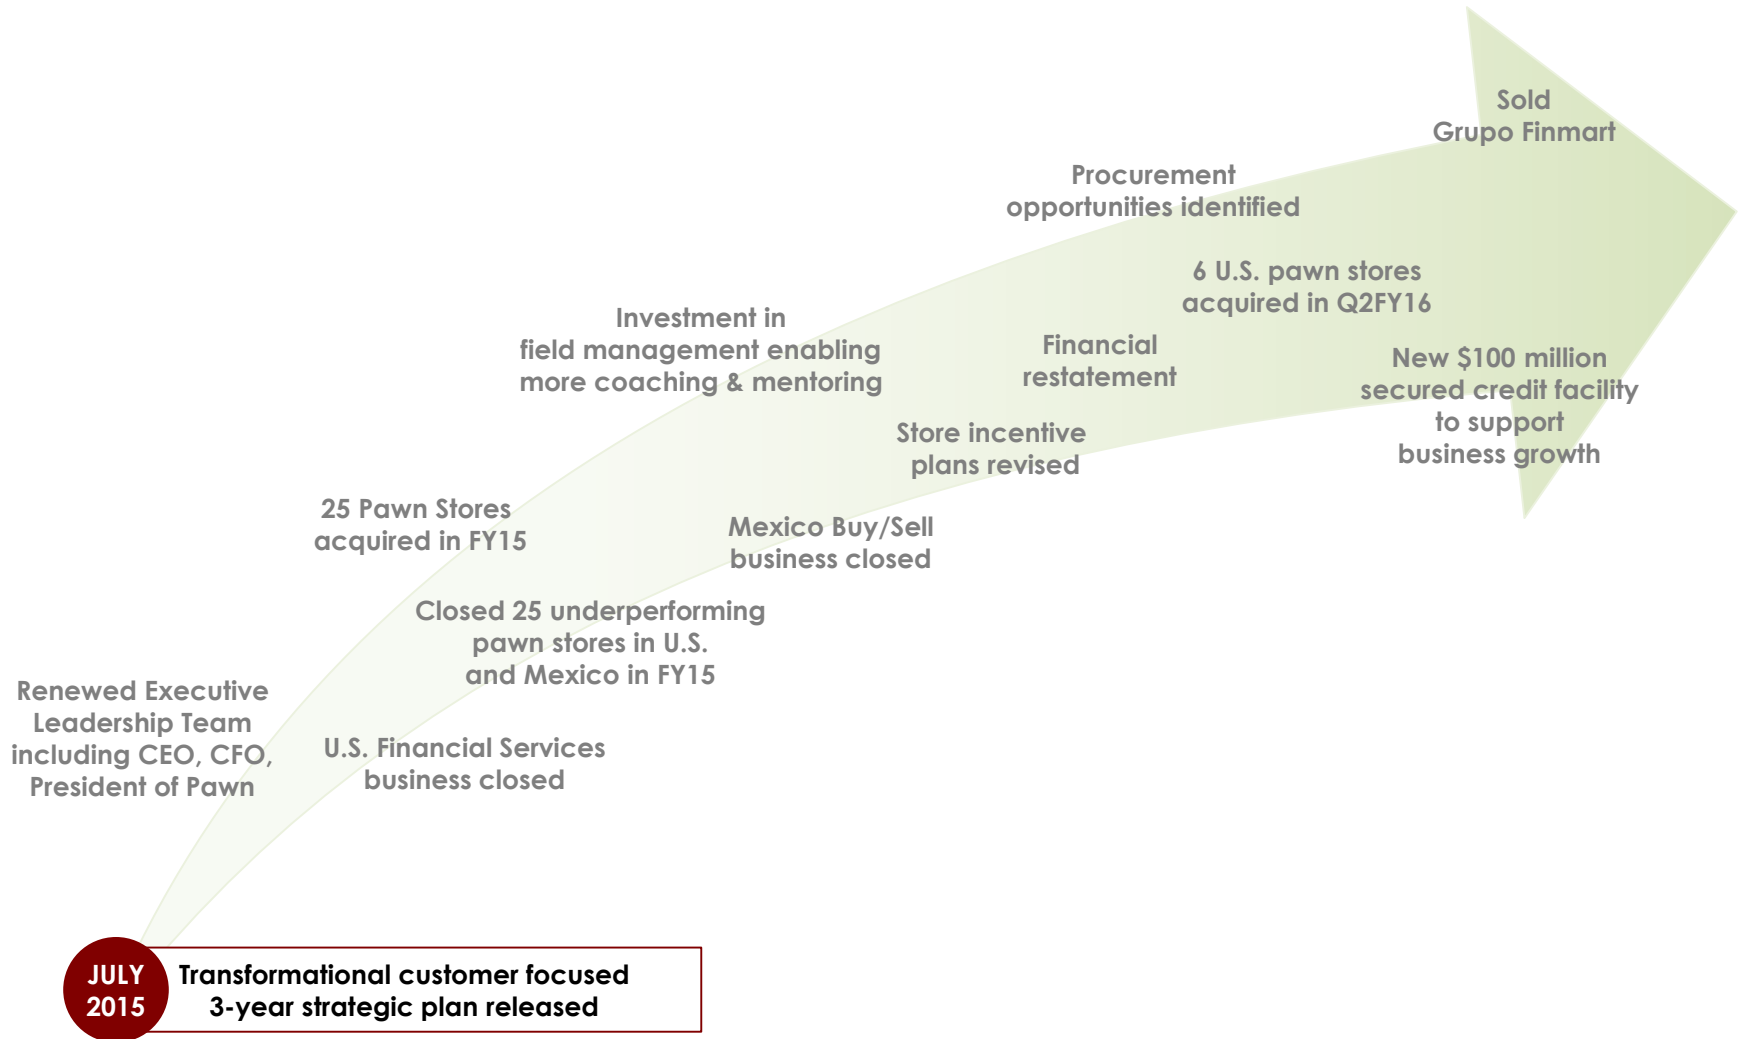 Sold
Grupo Finmart
Procurement
opportunities identified
6 U.S. pawn stores
acquired in Q2FY16
Investment in
field management enabling
more coaching & mentoring
Financial
restatement
New $100 million
secured credit facility
to support
business growth
Store incentive
plans revised
25 Pawn Stores
acquired in FY15
Mexico Buy/Sell
business closed
Closed 25 underperforming
pawn stores in U.S.
and Mexico in FY15
Renewed Executive
Leadership Team
including CEO, CFO,
President of Pawn
U.S. Financial Services
business closed
JULY
2015
Transformational customer focused
3-year strategic plan released